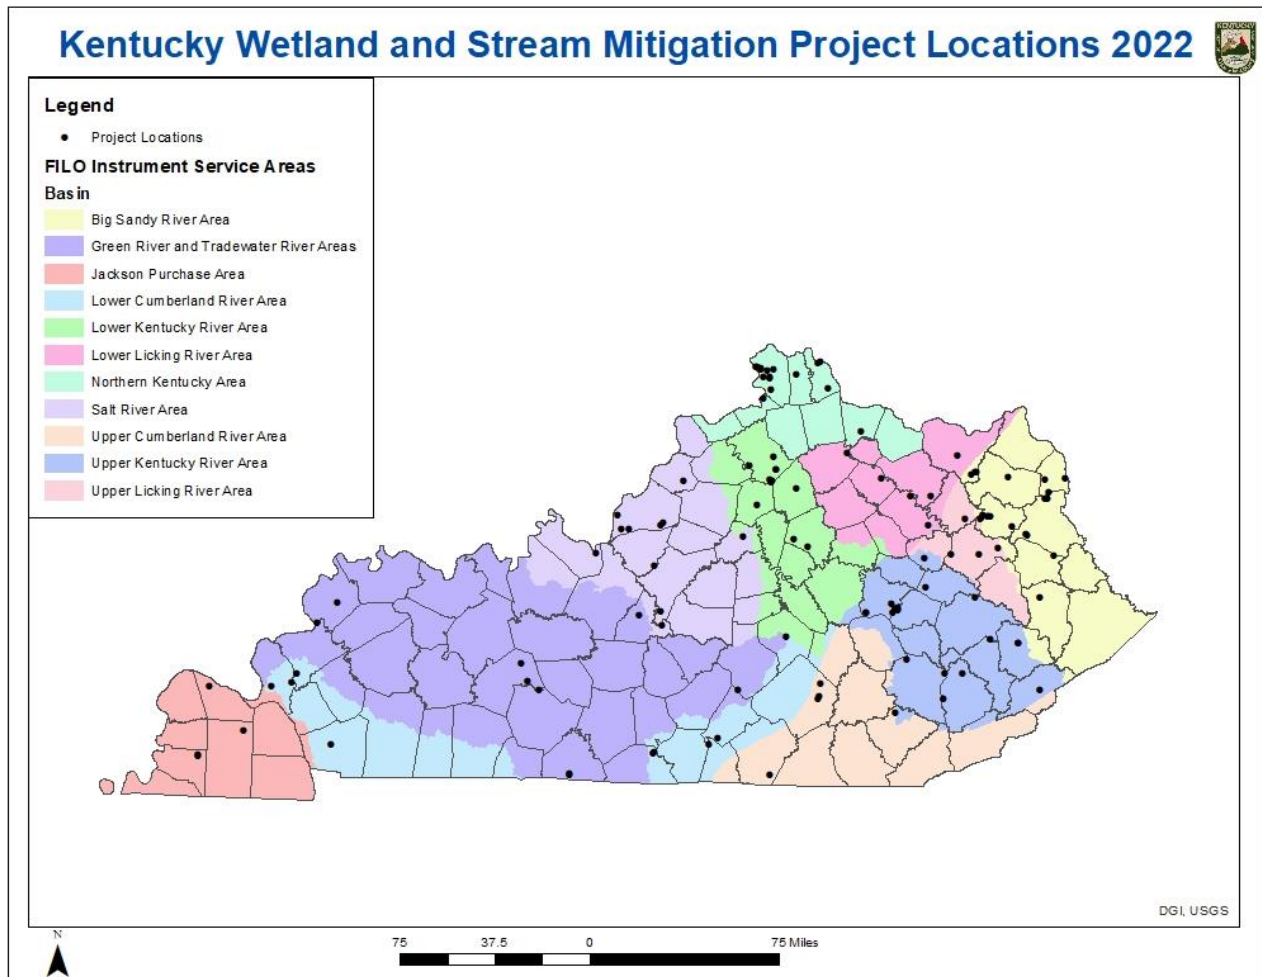 Kentucky Wetland and Stream Mitigation Project Locations 2022
KENTUCKY
Legend
Project Locations
FILO Instrument Service Areas
Basin
Big Sandy River Area
Green River and Tradewater River Areas
Jackson Purchase Area
Lower Cumberland River Area
Lower Kentucky River Area
Lower Licking River Area
Northern Kentucky Area
Salt River Area
Upper Cumberland River Area
Upper Kentucky River Area
Upper Licking River Area
DGI, USGS
N
75 37.5 0 75 Miles